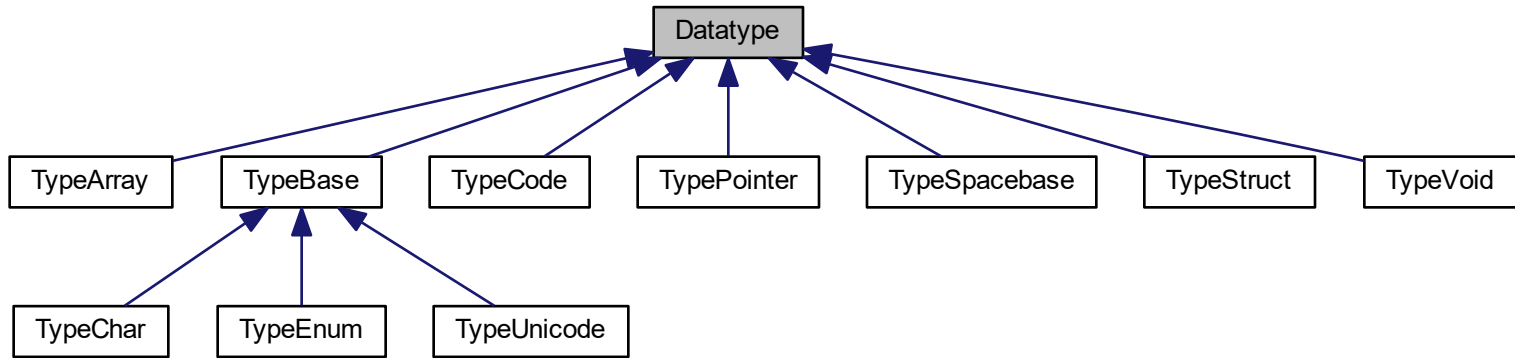 Datatype
TypeArray
TypeBase
TypeCode
TypePointer
TypeSpacebase
TypeStruct
TypeVoid
TypeChar
TypeEnum
TypeUnicode